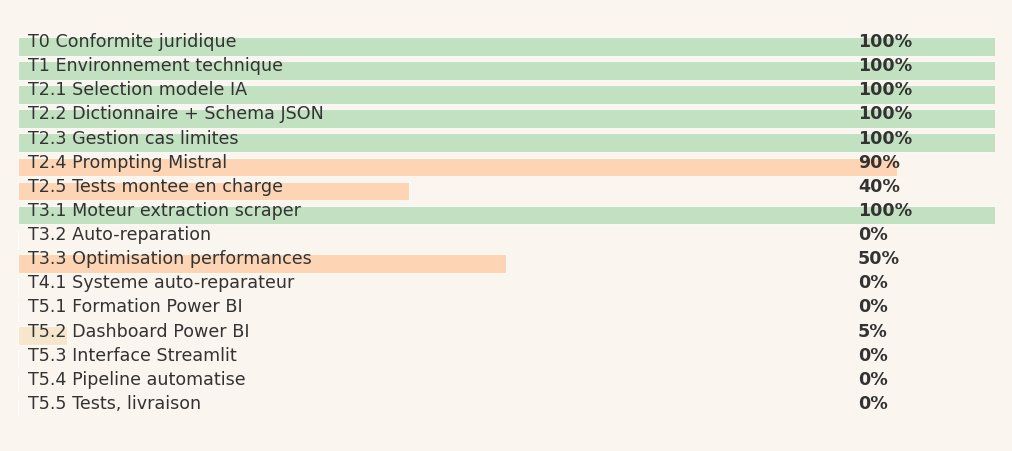 T0 Conformite juridique 100%
T1 Environnement technique 100%
T2.1 Selection modele IA 100%
T2.2 Dictionnaire + Schema JSON 100%
T2.3 Gestion cas limites 100%
T2.4 Prompting Mistral 90%
T2.5 Tests montee en charge 40%
T3.1 Moteur extraction scraper 100%
T3.2 Auto-reparation 0%
T3.3 Optimisation performances 50%
T4.1 Systeme auto-reparateur 0%
T5.1 Formation Power BI 0%
T5.2 Dashboard Power BI 5%
T5.3 Interface Streamlit 0%
T5.4 Pipeline automatise 0%
T5.5 Tests, livraison 0%